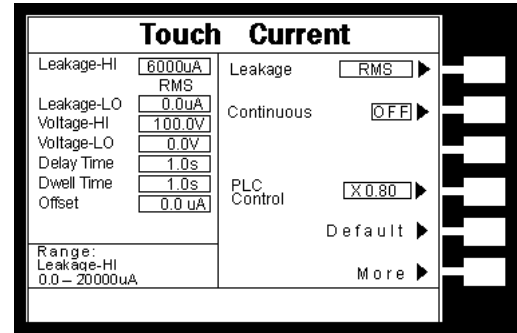 Touch Current
Leakage-HI 6000uA
RMS
Leakage-LO 0.0uA
Voltage-HI 100.0V
Voltage-LO 0.0V
Delay Time 1.0s
Dwell Time 1.0s
Offset 0.0 uA
Range:
Leakage-HI
0.0 – 20000uA
Leakage RMS
Continuous OFF
PLC
Control X 0.80
Default
More